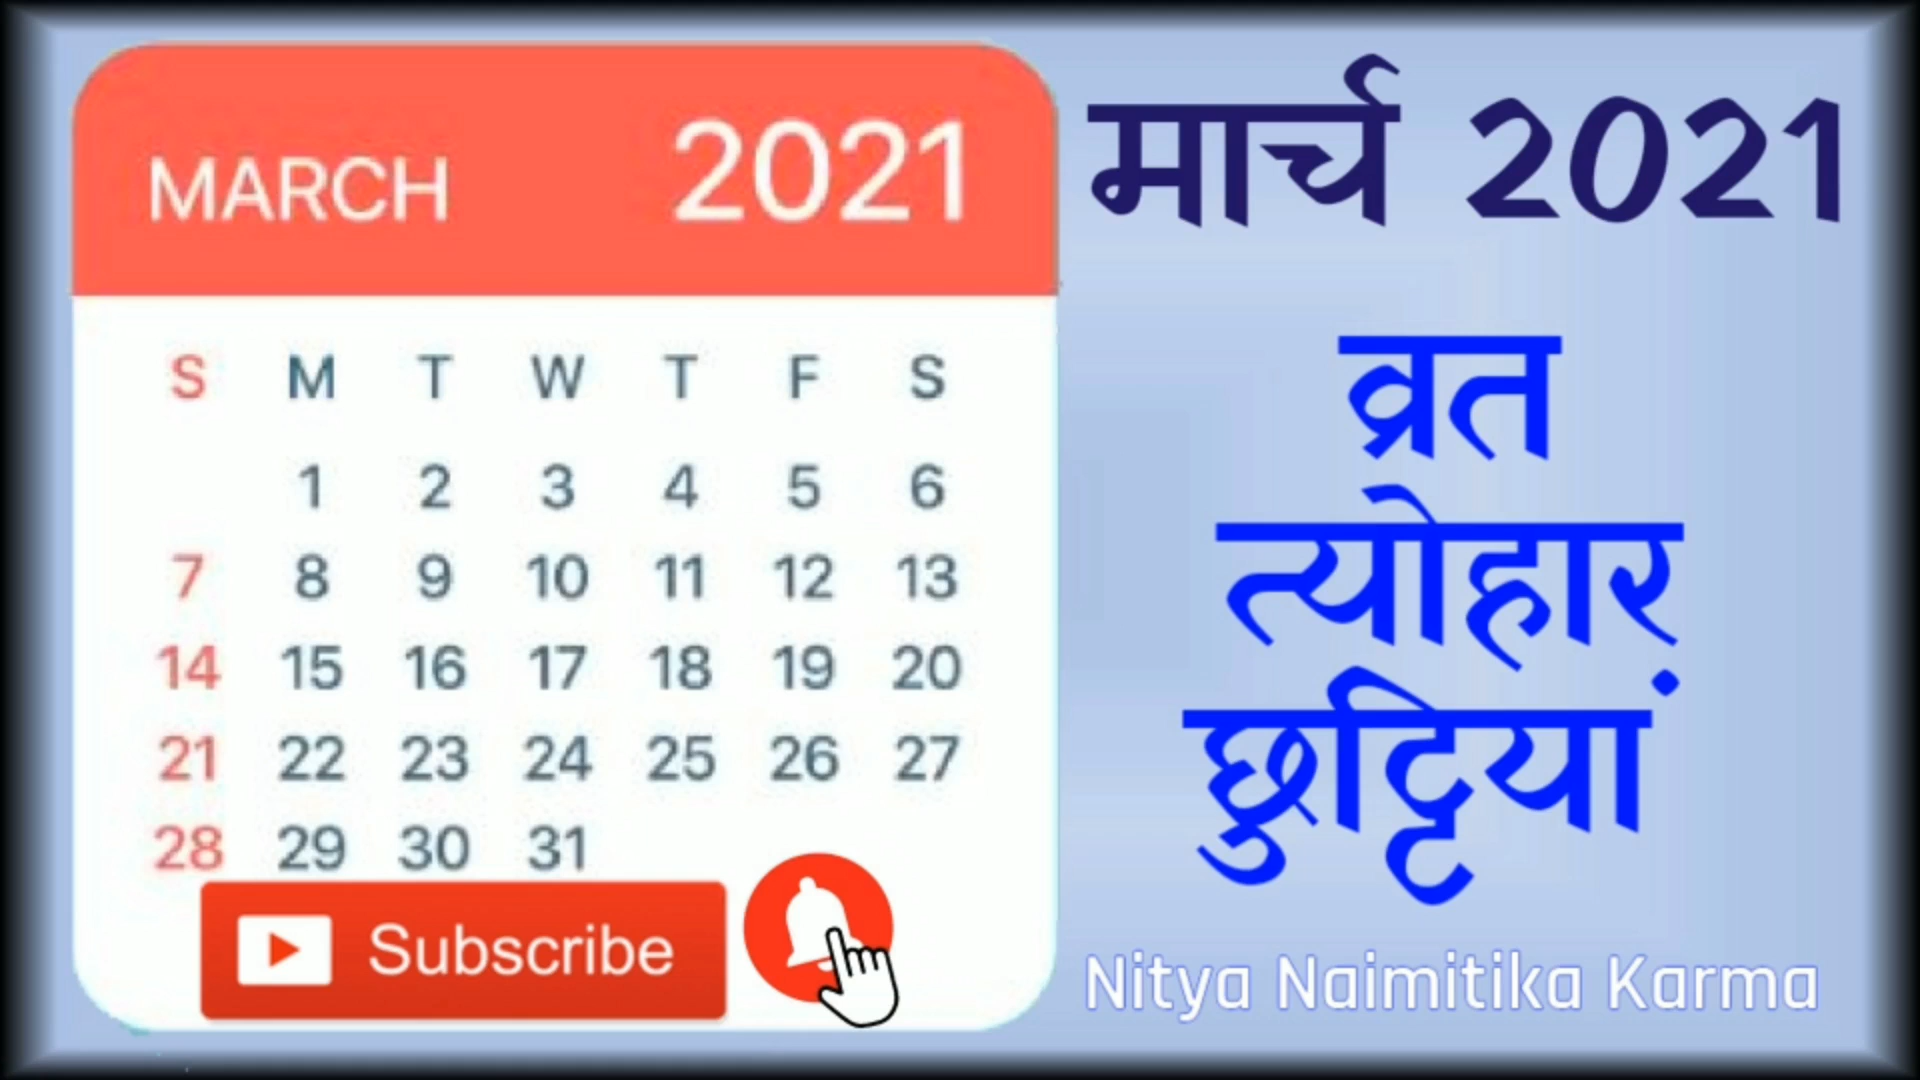 MARCH 2021
S M T W T F S
1 2 3 4 5 6
7 8 9 10 11 12 13
14 15 16 17 18 19 20
21 22 23 24 25 26 27
28 29 30 31
Subscribe
मार्च 2021
व्रत
त्योहार
छुट्टियां
Nitya Naimitika Karma